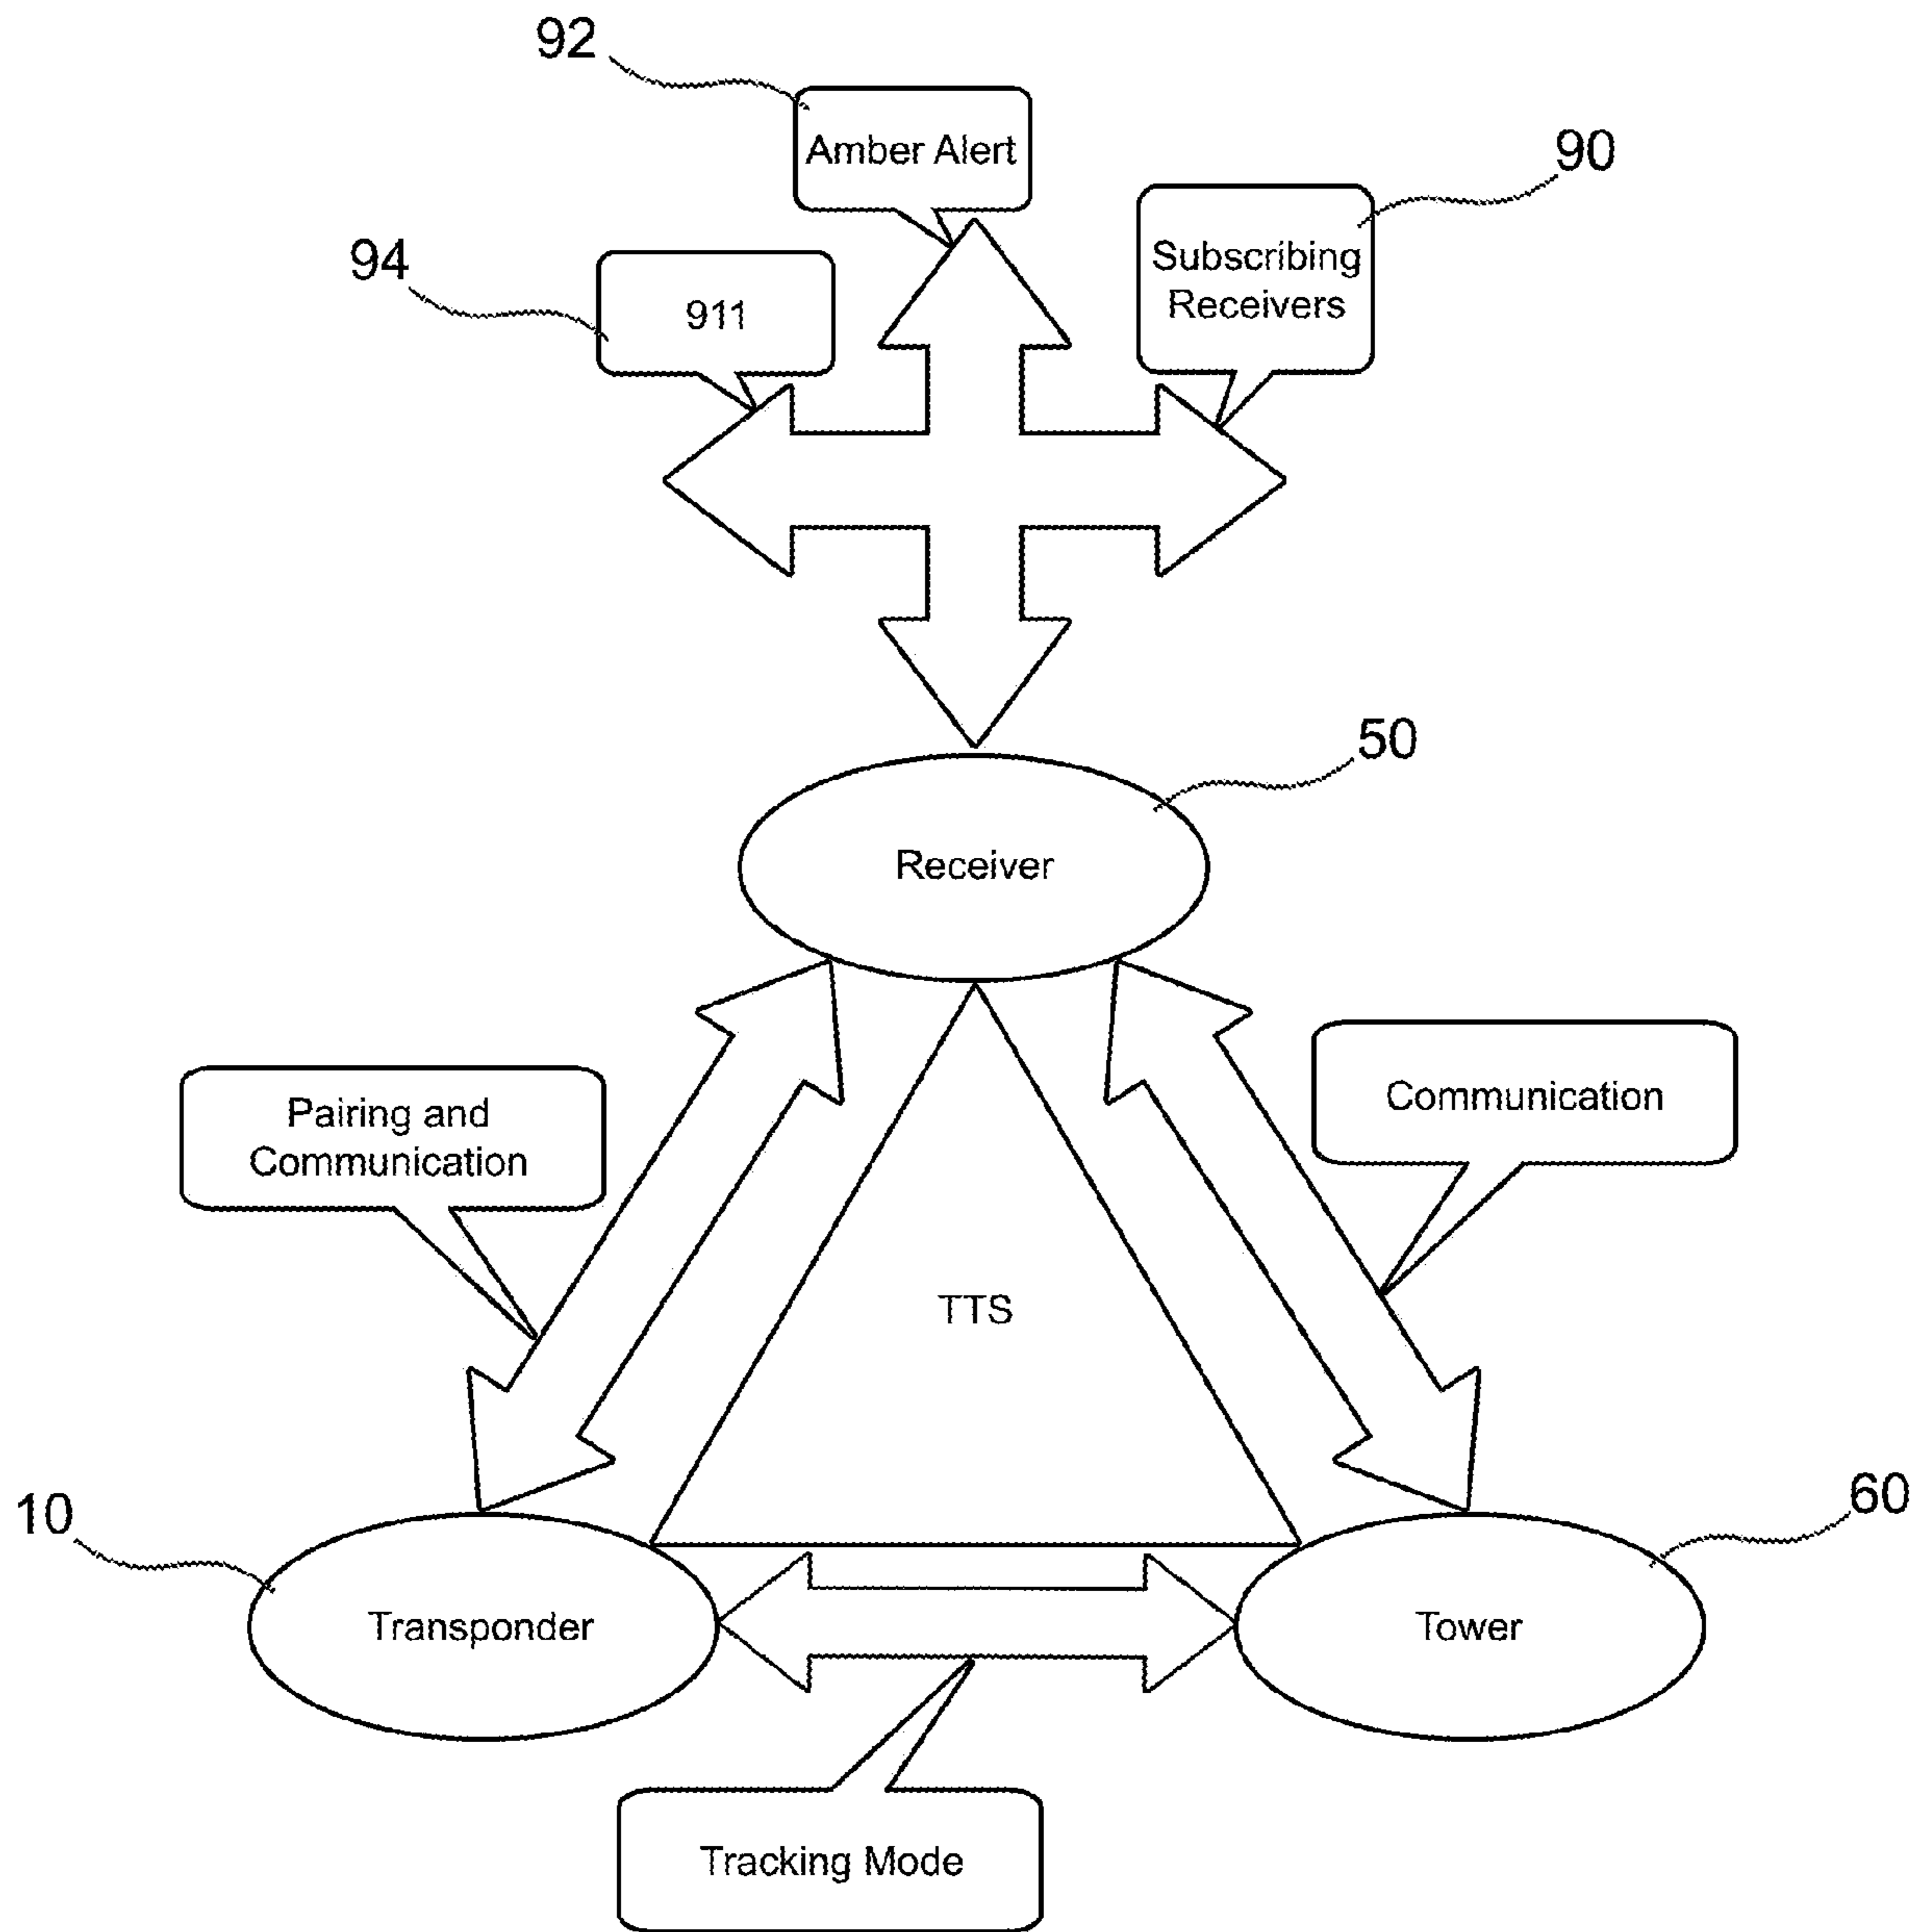 92
Amber Alert
90
Subscribing
Receivers
94
911
50
Receiver
Pairing and
Communication
Communication
TTS
10
Transponder
60
Tower
Tracking Mode